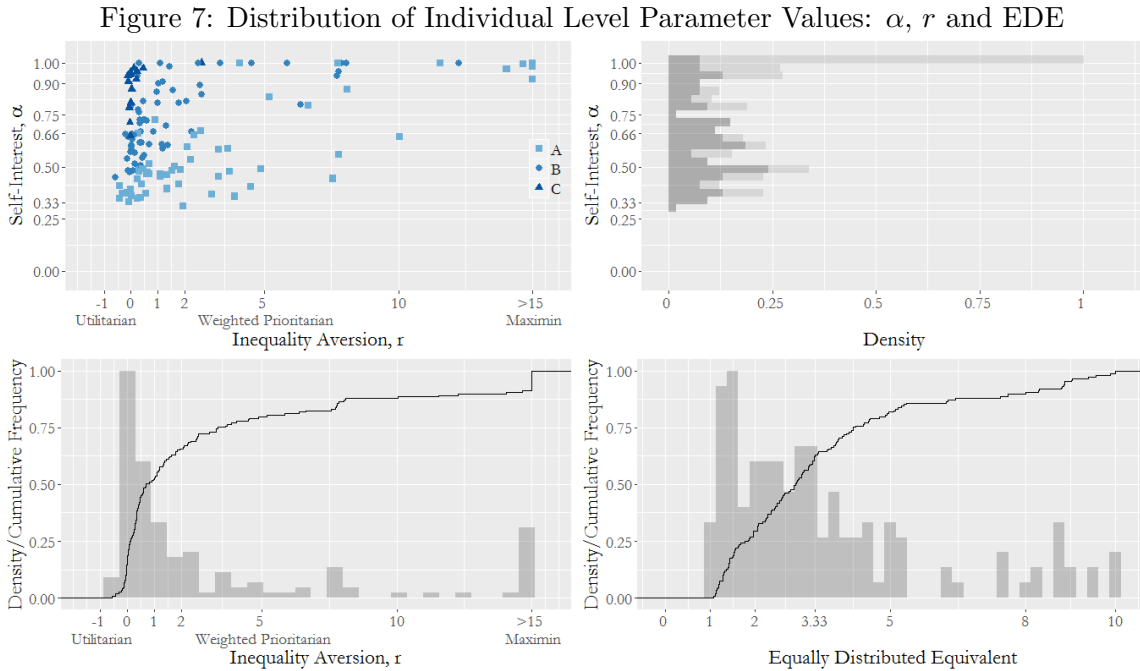 Figure 7: Distribution of Individual Level Parameter Values: α, r and EDE
Self-Interest, α
1.00
0.90
0.75
0.66
0.50
0.33
0.25
0.00
A
B
C
-1 0 1 2 5 10 >15
Utilitarian Weighted Prioritarian Maximin
Inequality Aversion, r
Self-Interest, α
1.00
0.90
0.75
0.66
0.50
0.33
0.25
0.00
0 0.25 0.5 0.75 1
Density
Density/Cumulative Frequency
1.00
0.75
0.50
0.25
0.00
-1 0 1 2 5 10 >15
Utilitarian Weighted Prioritarian Maximin
Inequality Aversion, r
Density/Cumulative Frequency
1.00
0.75
0.50
0.25
0.00
0 1 2 3.33 5 8 10
Equally Distributed Equivalent